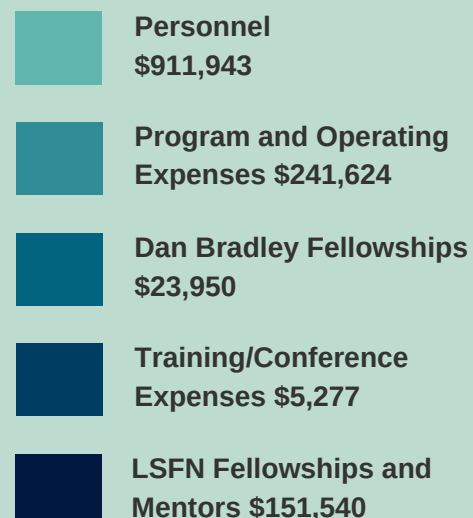 Personnel
$911,943
Program and Operating
Expenses $241,624
Dan Bradley Fellowships
$23,950
Training/Conference
Expenses $5,277
LSFN Fellowships and
Mentors $151,540